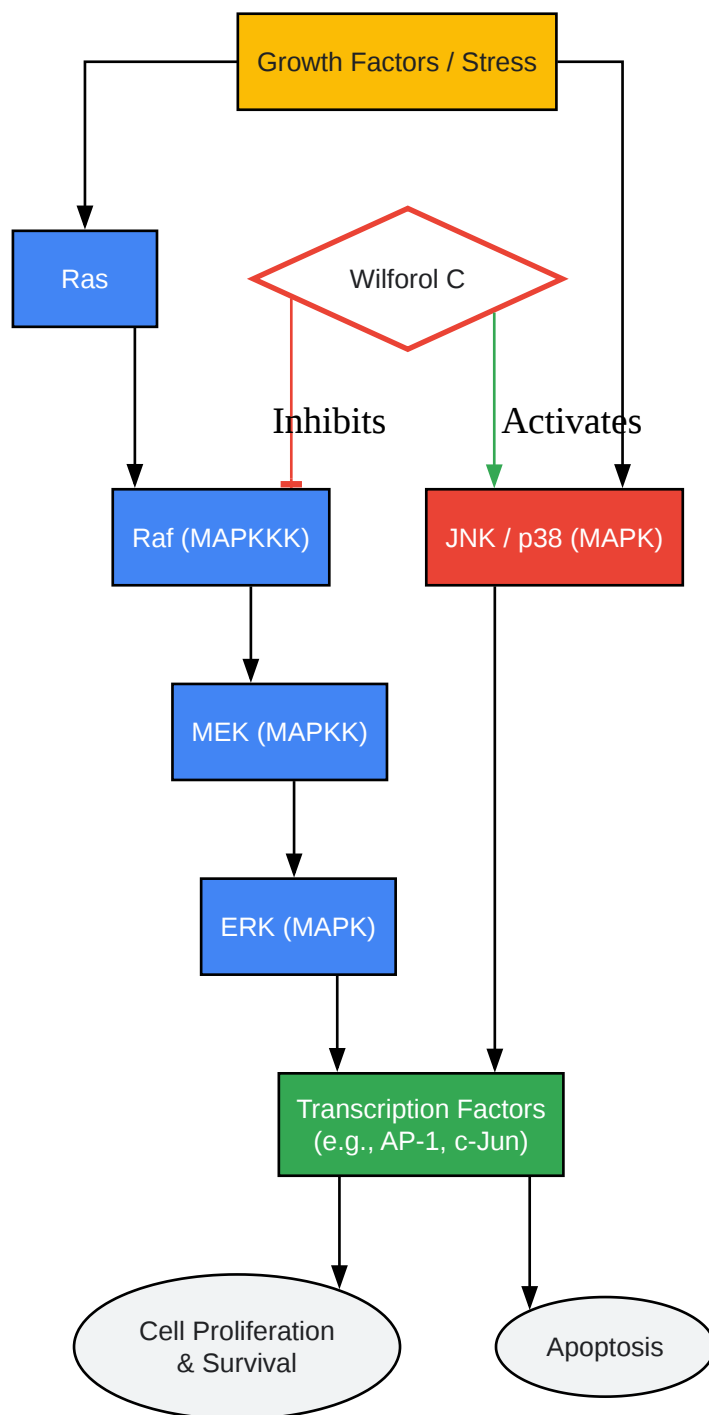 Growth Factors / Stress
Ras
Wilforol C
Inhibits
Activates
Raf (MAPKKK)
JNK / p38 (MAPK)
MEK (MAPKK)
ERK (MAPK)
Transcription Factors
(e.g., AP-1, c-Jun)
Cell Proliferation
& Survival
Apoptosis